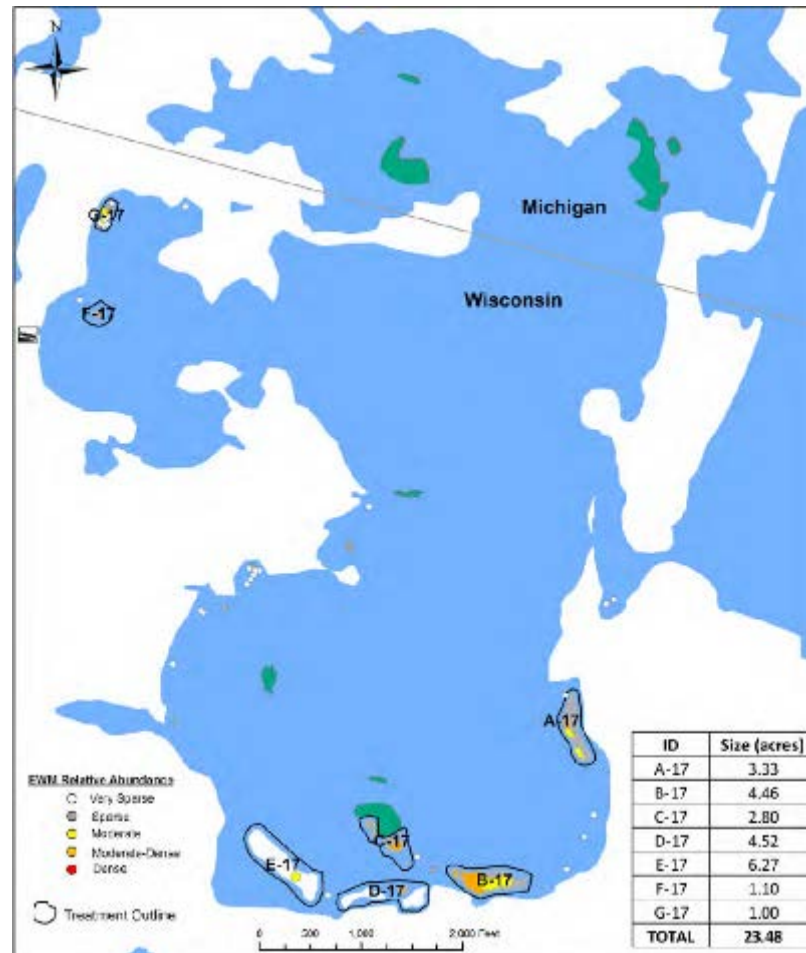 N
Michigan
Wisconsin
G-17
F-17
A-17
C-17
E-17
D-17
B-17
EWM Relative Abundance
Very Sparse
Sparse
Moderate
Moderate-Dense
Dense
Treatment Outline
0 500 1,000 2,000 Feet
ID Size (acres)
A-17 3.33
B-17 4.46
C-17 2.80
D-17 4.52
E-17 6.27
F-17 1.10
G-17 1.00
TOTAL 23.48